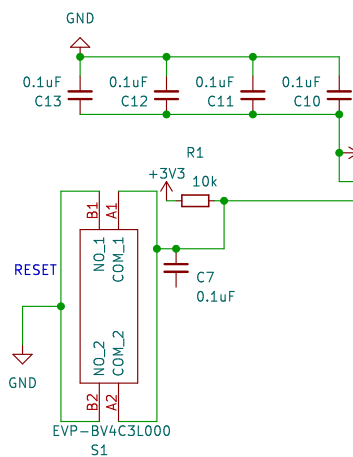 GND
0.1uF
C13
0.1uF
C12
0.1uF
C11
0.1uF
C10
R1
+3V3
10k
B1
A1
NO_1
COM_1
RESET
C7
0.1uF
NO_2
COM_2
GND
B2
A2
EVP-BV4C3L000
S1